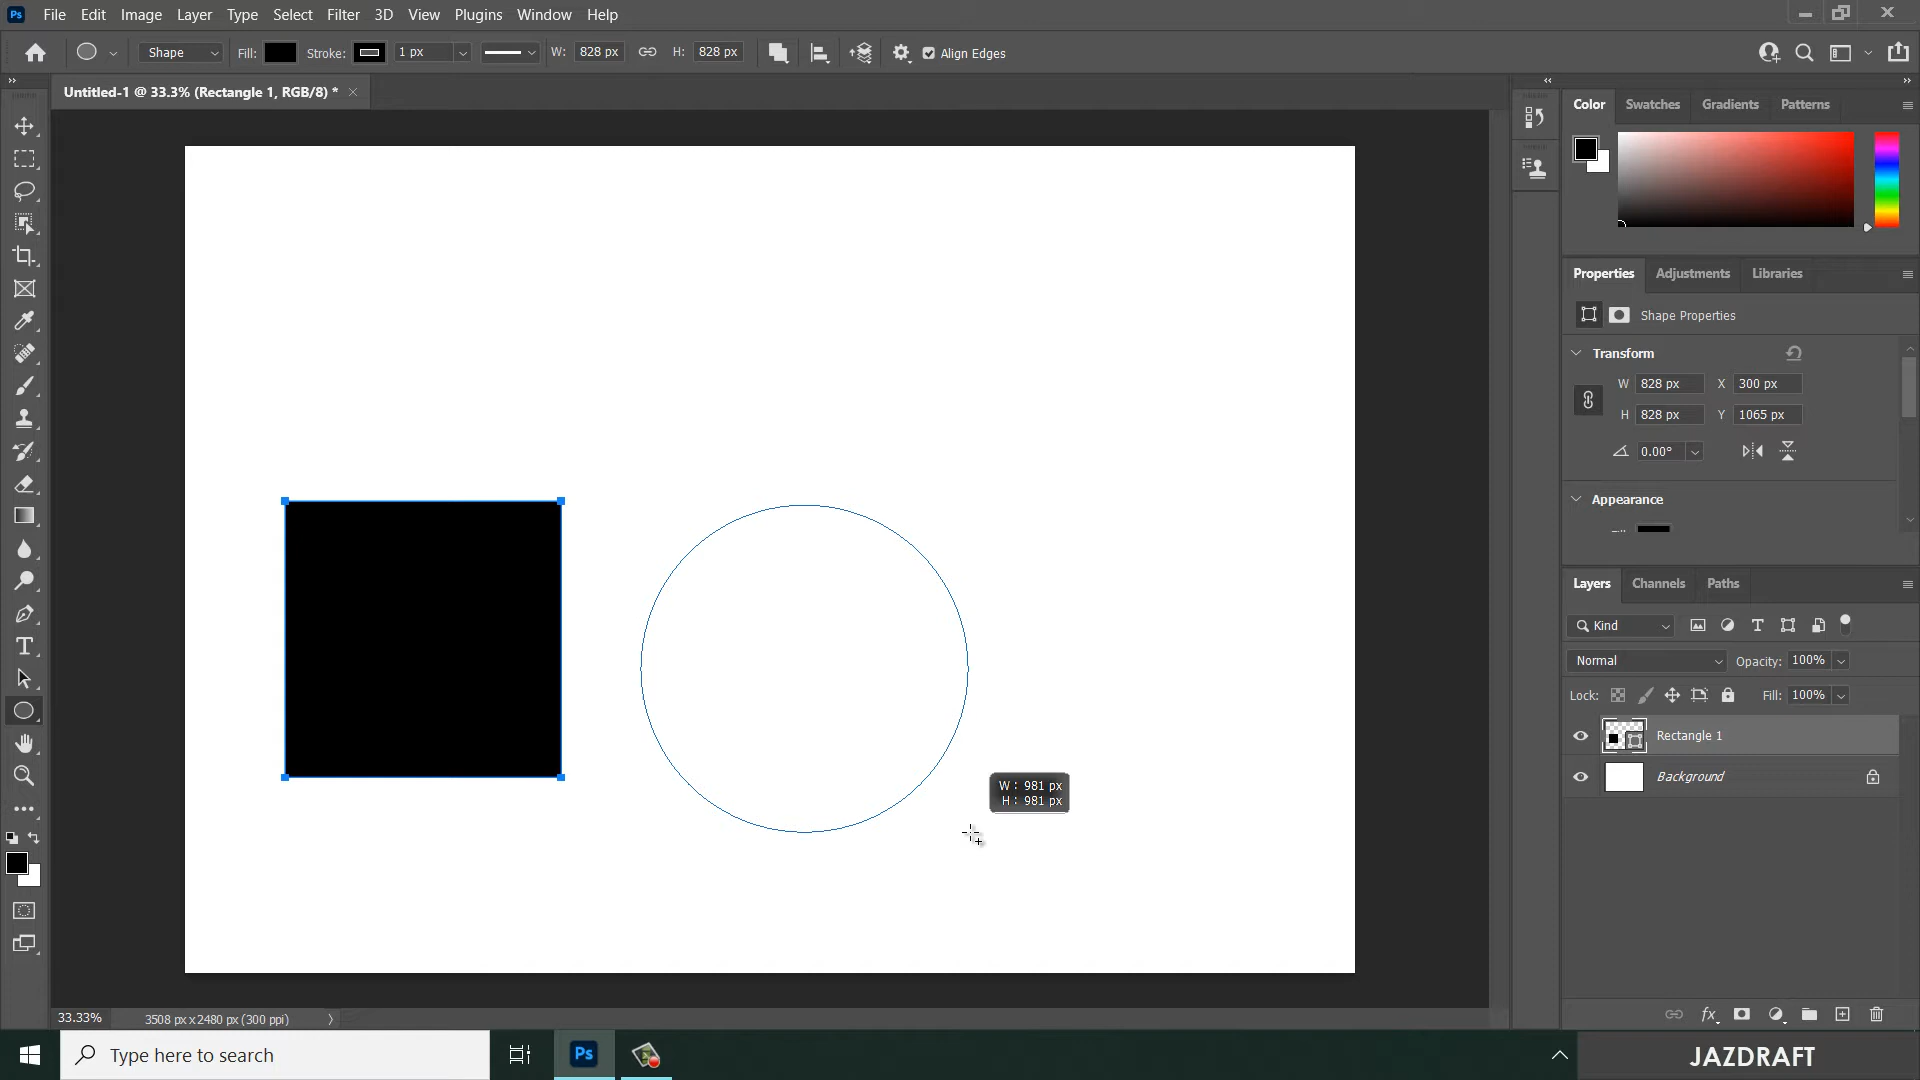 Ps File Edit Image Layer Type Select Filter 3D View Plugins Window Help
Shape Fill: Stroke: 1 px W: 828 px H: 828 px Align Edges
Untitled-1 @ 33.3% (Rectangle 1, RGB/8) *
Color Swatches Gradients Patterns
Properties Adjustments Libraries
Shape Properties
Transform
W 828 px X 300 px
H 828 px Y 1065 px
0.00°
Appearance
W: 981 px
H: 981 px
Layers Channels Paths
Kind
Normal Opacity: 100%
Lock: Fill: 100%
Rectangle 1
Background
33.33% 3508 px x 2480 px (300 ppi)
Type here to search Ps
JAZDRAFT